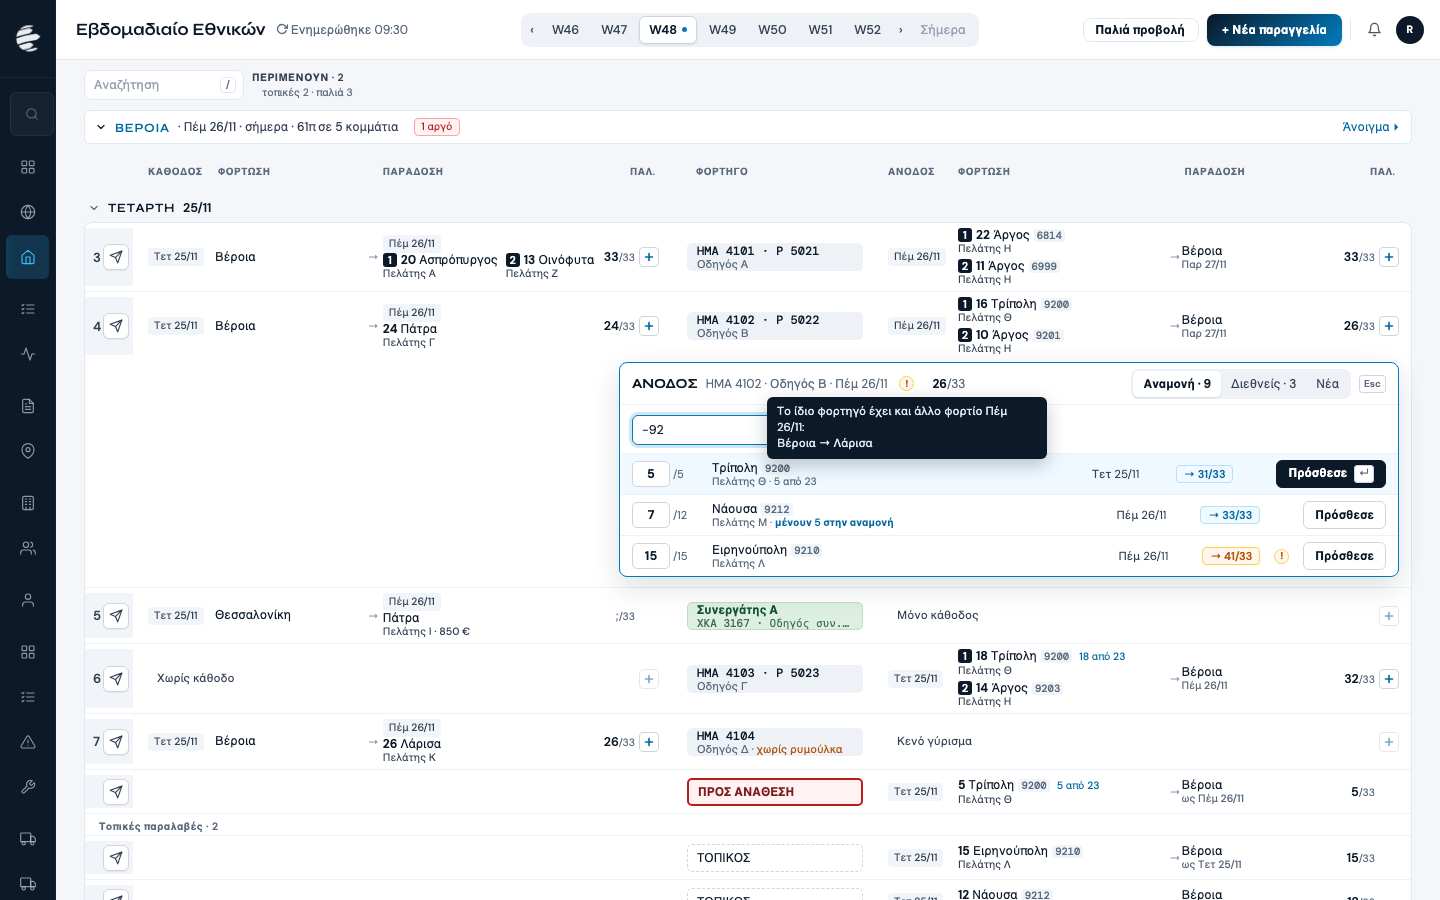 Εβδομαδιαίο Εθνικών
Ενημερώθηκε 09:30
‹ W46 W47 W48 W49 W50 W51 W52 › Σήμερα
Παλιά προβολή
+ Νέα παραγγελία
R
Αναζήτηση /
ΠΕΡΙΜΕΝΟΥΝ · 2
τοπικές 2 · παλιά 3
ΒΕΡΟΙΑ · Πέμ 26/11 · σήμερα · 61π σε 5 κομμάτια 1 αργό Άνοιγμα
ΚΑΘΟΔΟΣ ΦΟΡΤΩΣΗ ΠΑΡΑΔΟΣΗ ΠΑΛ. ΦΟΡΤΗΓΟ ΑΝΟΔΟΣ ΦΟΡΤΩΣΗ ΠΑΡΑΔΟΣΗ ΠΑΛ.
ΤΕΤΑΡΤΗ 25/11
3 Τετ 25/11 Βέροια → Πέμ 26/11
1 20 Ασπρόπυργος 2 13 Οινόφυτα 33/33 +
Πελάτης Α Πελάτης Ζ
ΗΜΑ 4101 · Ρ 5021
Οδηγός Α
Πέμ 26/11
1 22 Άργος 6814
Πελάτης Η
2 11 Άργος 6999
Πελάτης Η
→ Βέροια
Παρ 27/11
33/33 +
4 Τετ 25/11 Βέροια → Πέμ 26/11
24 Πάτρα
Πελάτης Γ
24/33 +
ΗΜΑ 4102 · Ρ 5022
Οδηγός Β
Πέμ 26/11
1 16 Τρίπολη 9200
Πελάτης Θ
2 10 Άργος 9201
Πελάτης Η
→ Βέροια
Παρ 27/11
26/33 +
ΑΝΟΔΟΣ ΗΜΑ 4102 · Οδηγός Β · Πέμ 26/11 ! 26/33
Αναμονή · 9 Διεθνείς · 3 Νέα Esc
~92
Το ίδιο φορτηγό έχει και άλλο φορτίο Πέμ
26/11:
Βέροια → Λάρισα
5 /5 Τρίπολη 9200 Τετ 25/11 → 31/33 Πρόσθεσε ↵
Πελάτης Θ · 5 από 23
7 /12 Νάουσα 9212 Πέμ 26/11 → 33/33 Πρόσθεσε
Πελάτης Μ · μένουν 5 στην αναμονή
15 /15 Ειρηνούπολη 9210 Πέμ 26/11 → 41/33 ! Πρόσθεσε
Πελάτης Λ
5 Τετ 25/11 Θεσσαλονίκη → Πέμ 26/11
Πάτρα
Πελάτης Ι · 850 €
/33
Συνεργάτης Α
ΧΚΑ 3167 · Οδηγός συν.…
Μόνο κάθοδος +
6 Χωρίς κάθοδο +
ΗΜΑ 4103 · Ρ 5023
Οδηγός Γ
Τετ 25/11
1 18 Τρίπολη 9200 18 από 23
Πελάτης Θ
2 14 Άργος 9203
Πελάτης Η
→ Βέροια
Πέμ 26/11
32/33 +
7 Τετ 25/11 Βέροια → Πέμ 26/11
26 Λάρισα
Πελάτης Κ
26/33 +
ΗΜΑ 4104
Οδηγός Δ · χωρίς ρυμούλκα
Κενό γύρισμα +
ΠΡΟΣ ΑΝΑΘΕΣΗ
Τετ 25/11
5 Τρίπολη 9200 5 από 23
Πελάτης Θ
→ Βέροια
ως Πέμ 26/11
5/33
Τοπικές παραλαβές · 2
ΤΟΠΙΚΟΣ
Τετ 25/11
15 Ειρηνούπολη 9210
Πελάτης Λ
→ Βέροια
ως Τετ 25/11
15/33
ΤΟΠΙΚΟΣ
Τετ 25/11
12 Νάουσα 9212
Βέροια